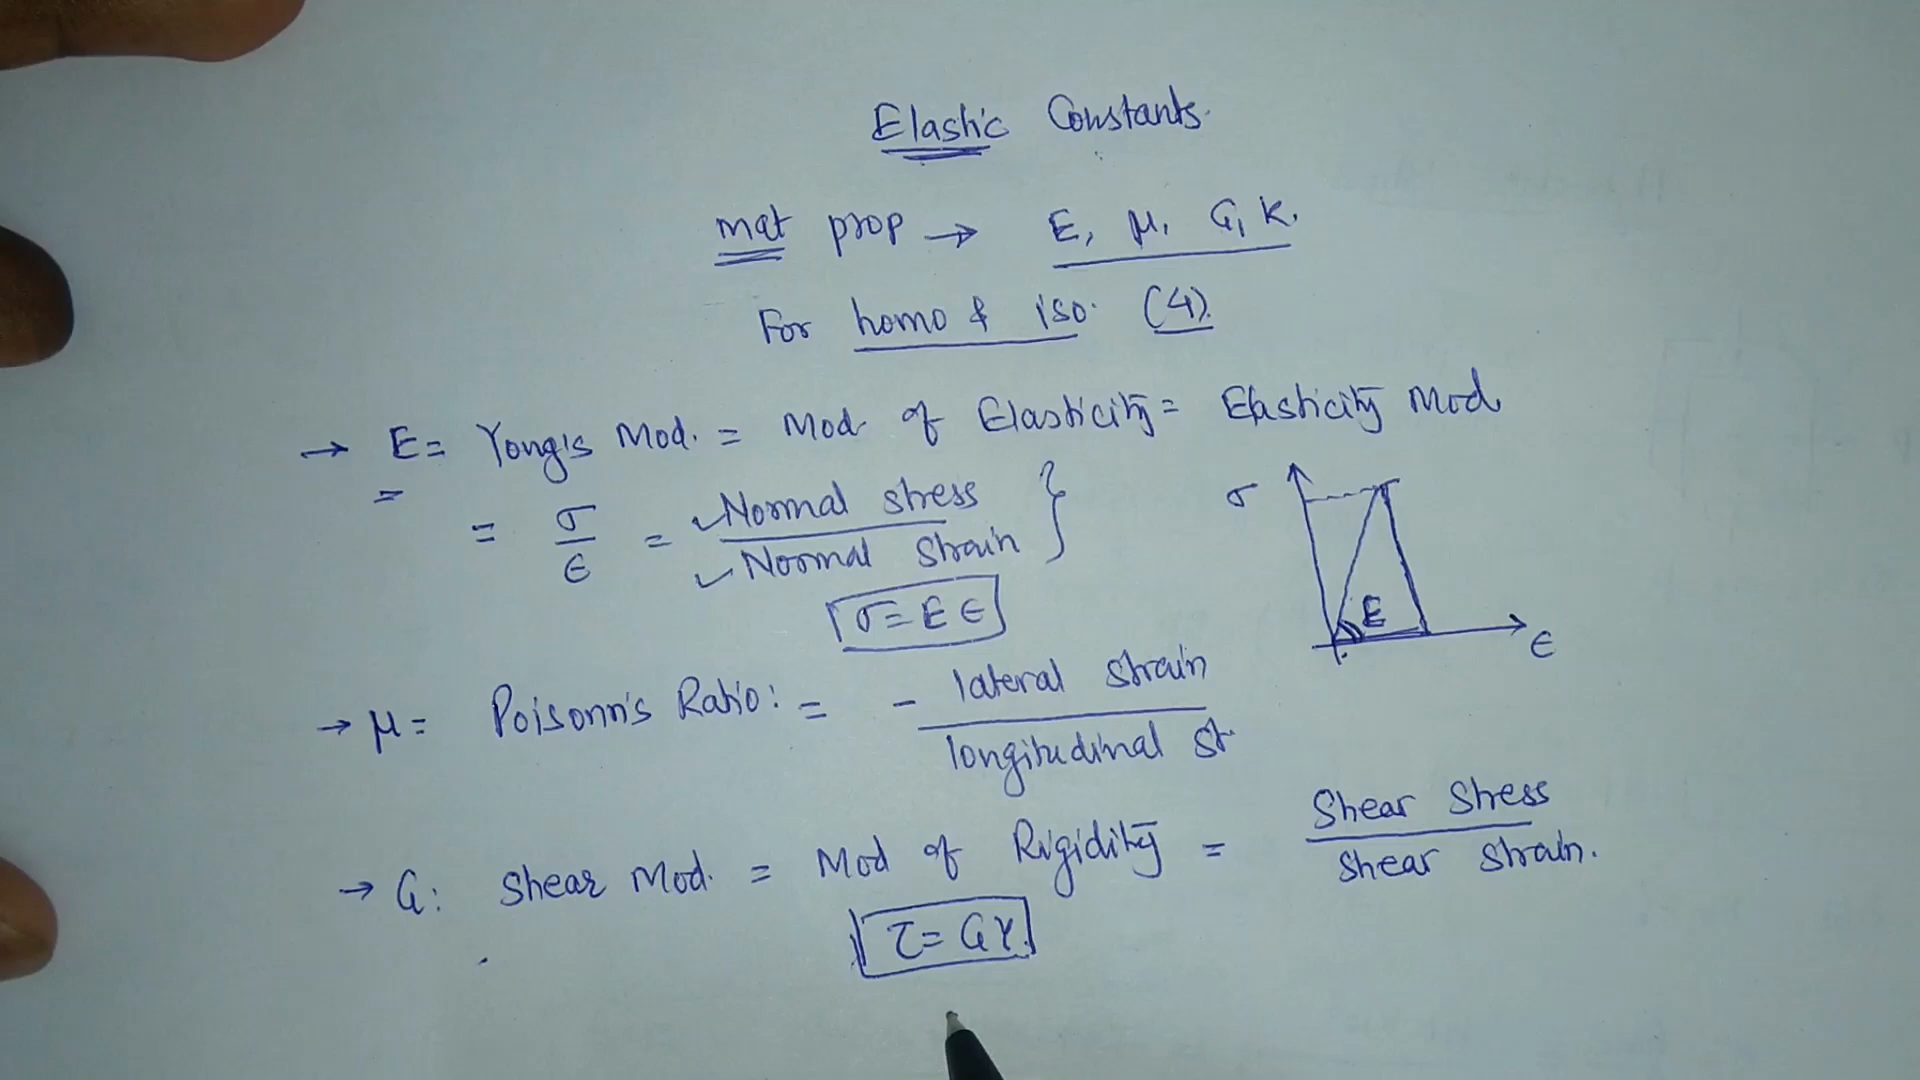 Elastic Constants.
mat prop → E, μ, G, K.
For homo & iso. (4).
→ E = Yong's Mod. = Mod of Elasticity = Elasticity Mod
= σ/ϵ = Normal stress / Normal strain }
σ = E ϵ
σ
E
ϵ
→ μ = Poisonn's Ratio: = - lateral strain / longitudinal st.
→ G: Shear Mod. = Mod of Rigidity = Shear Stress / Shear strain.
τ = Gγ.